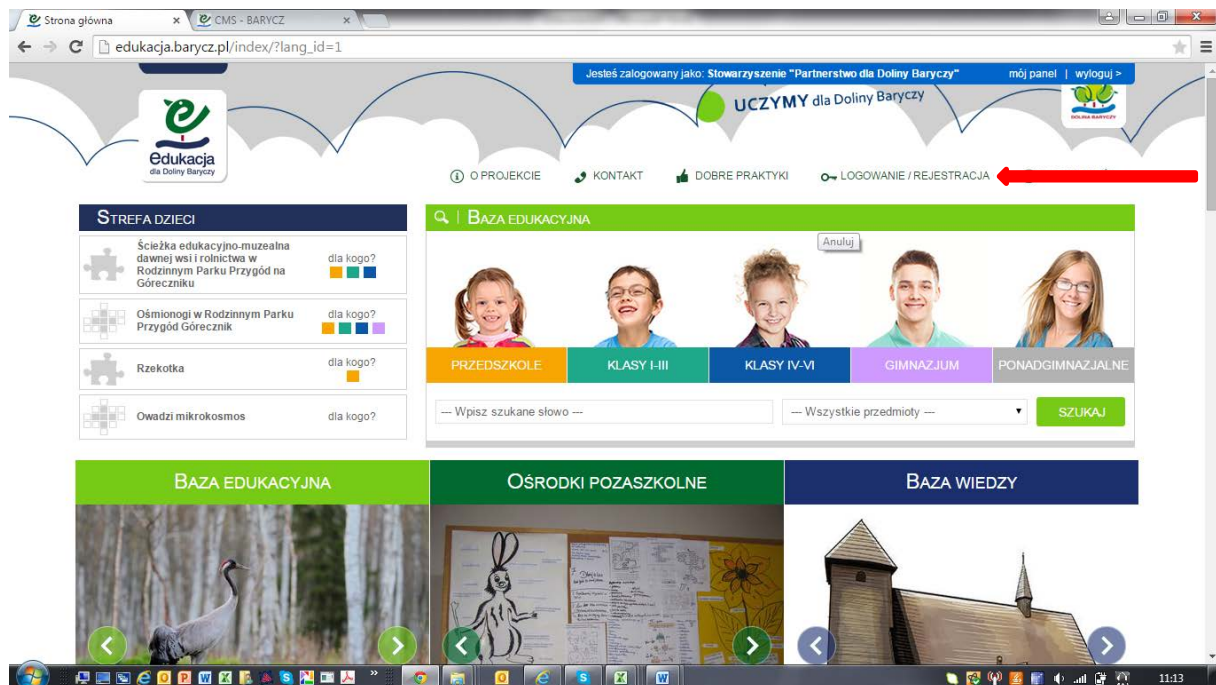 Strona główna
CMS - BARYCZ
edukacja.barycz.pl/index/?lang_id=1
Jesteś zalogowany jako: Stowarzyszenie "Partnerstwo dla Doliny Baryczy" mój panel | wyloguj >
UCZYMY dla Doliny Baryczy
DOLINA BARYCZY
Edukacja
dla Doliny Baryczy
O PROJEKCIE
KONTAKT
DOBRE PRAKTYKI
LOGOWANIE / REJESTRACJA
STREFA DZIECI
BAZA EDUKACYJNA
Anuluj
Ścieżka edukacyjno-muzealna
dawnej wsi i rolnictwa w
Rodzinnym Parku Przygód na
Góreczniku
dla kogo?
Ośmionogi w Rodzinnym Parku
Przygód Górecznik
dla kogo?
Rzekotka
dla kogo?
Owadzi mikrokosmos
dla kogo?
PRZEDSZKOLE
KLASY I-III
KLASY IV-VI
GIMNAZJUM
PONADGIMNAZJALNE
--- Wpisz szukane słowo ---
--- Wszystkie przedmioty ---
SZUKAJ
BAZA EDUKACYJNA
OŚRODKI POZASZKOLNE
BAZA WIEDZY
11:13